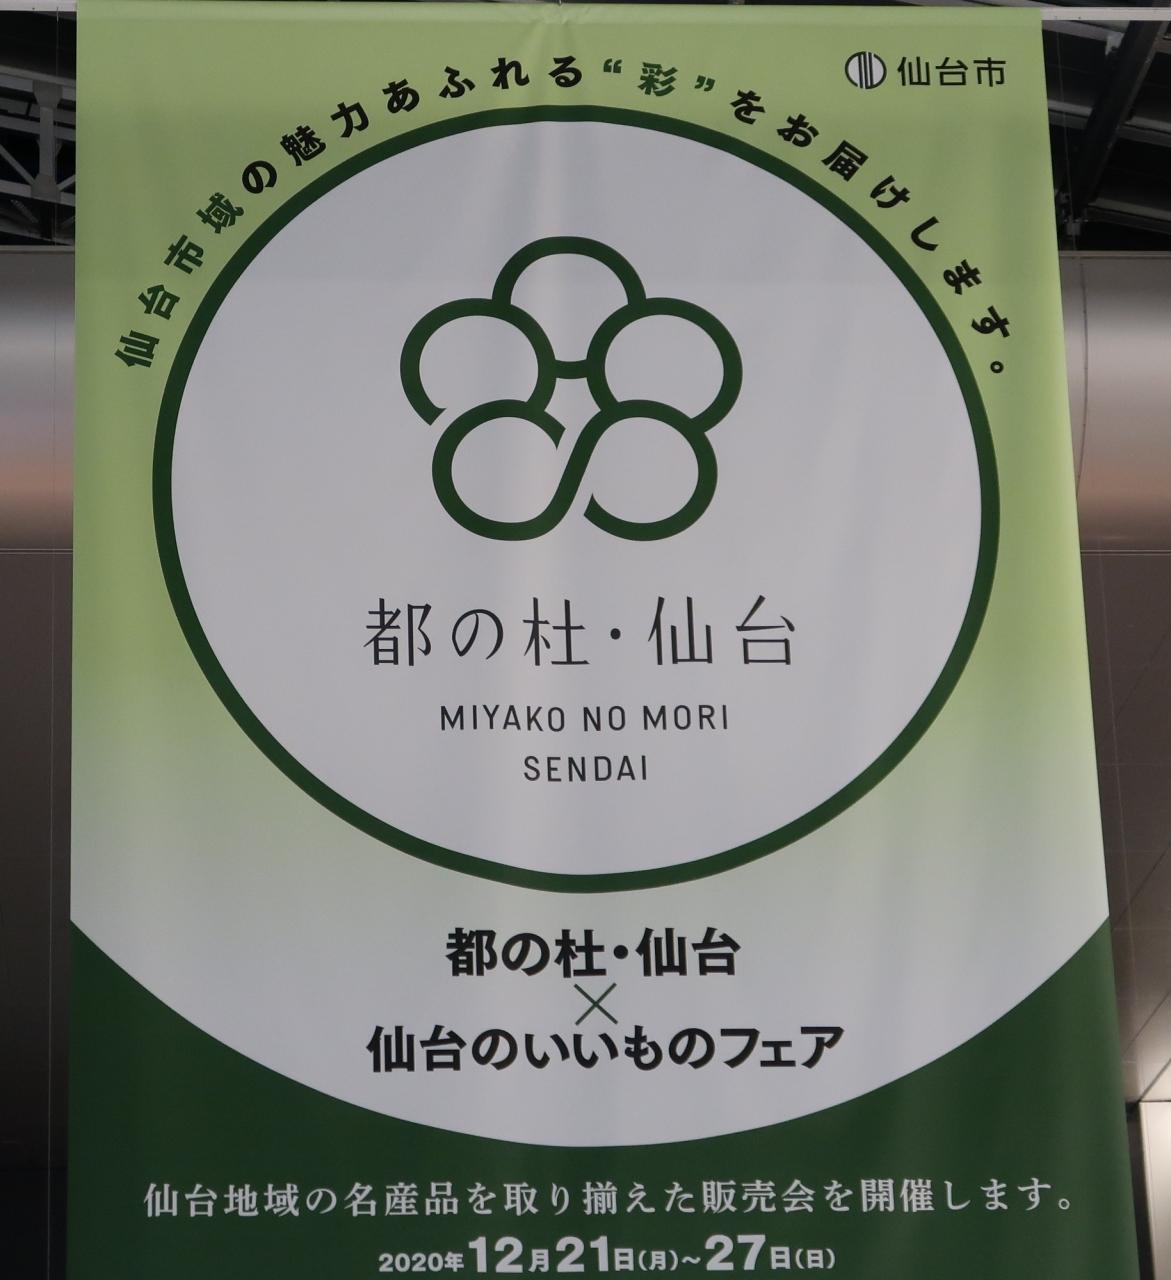 仙台市
仙台市域の魅力あふれる“彩”をお届けします。
都の杜・仙台
MIYAKO NO MORI
SENDAI
都の杜・仙台
×
仙台のいいものフェア
仙台地域の名産品を取り揃えた販売会を開催します。
2020年12月21日(月)～27日(日)